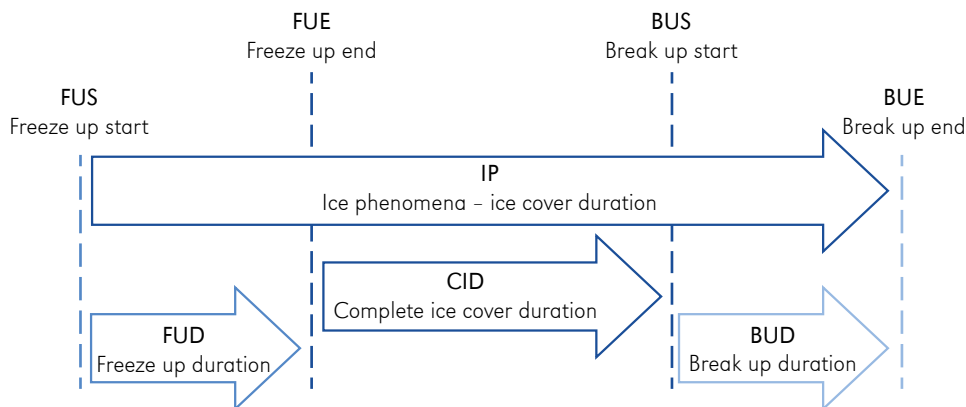 FUE
Freeze up end
BUS
Break up start
FUS
Freeze up start
BUE
Break up end
IP
Ice phenomena – ice cover duration
CID
Complete ice cover duration
FUD
Freeze up duration
BUD
Break up duration